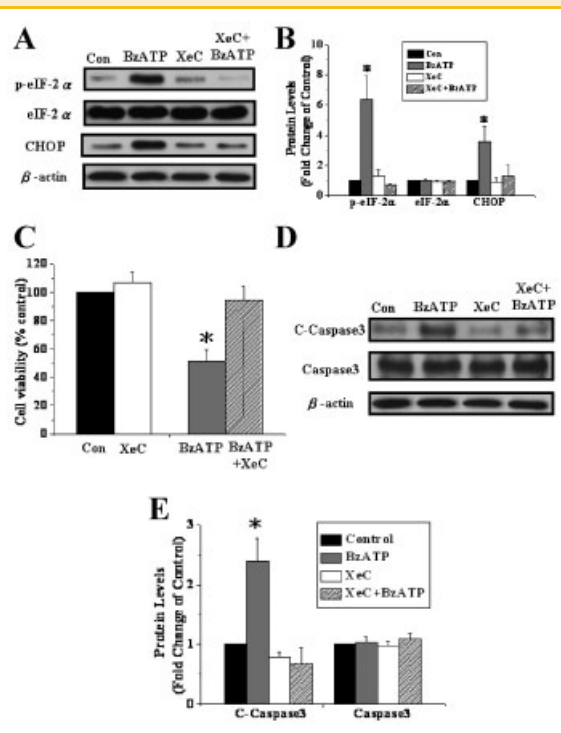 A
Con BzATP XeC XeC+
BzATP
p-eIF-2 α
eIF-2 α
CHOP
β-actin
B
Protein Levels
(Fold Change of Control)
10
8
6
4
2
0
Con
BzATP
XeC
XeC+BzATP
*
*
p-eIF-2α eIF-2α CHOP
C
Cell viability (% control)
120
100
80
60
40
20
0
*
Con XeC BzATP BzATP
+XeC
D
Con BzATP XeC XeC+
BzATP
C-Caspase3
Caspase3
β-actin
E
Protein Levels
(Fold Change of Control)
3
2
1
0
*
Control
BzATP
XeC
XeC+BzATP
C-Caspase3 Caspase3